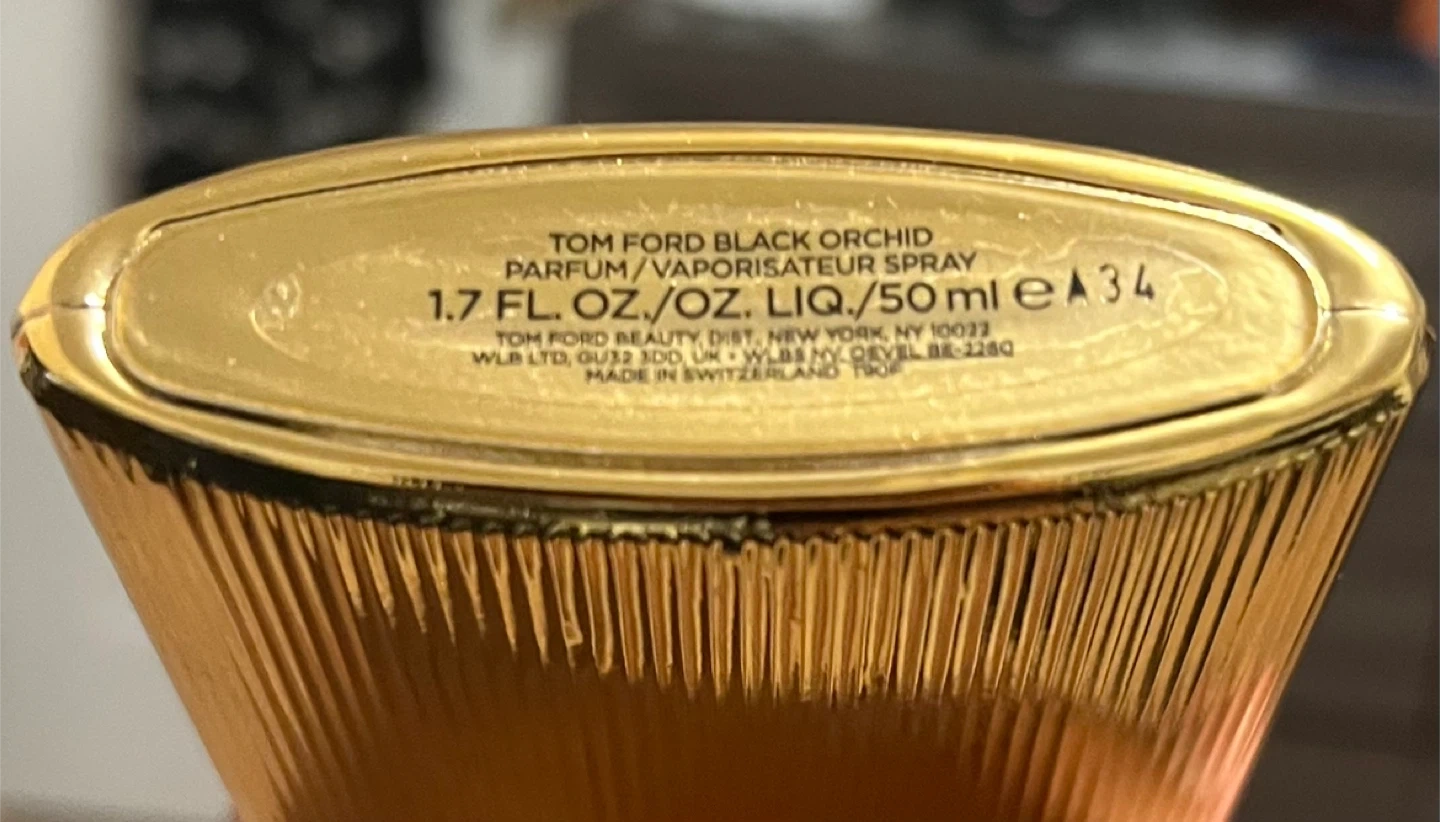 TOM FORD BLACK ORCHID
PARFUM/VAPORISATEUR SPRAY
1.7 FL. OZ./OZ. LIQ./50 ml e A34
TOM FORD BEAUTY, DIST. NEW YORK, NY 10022
WLB LTD, GU32 3DD, UK • WLBS NV, OEVEL BE-2260
MADE IN SWITZERLAND